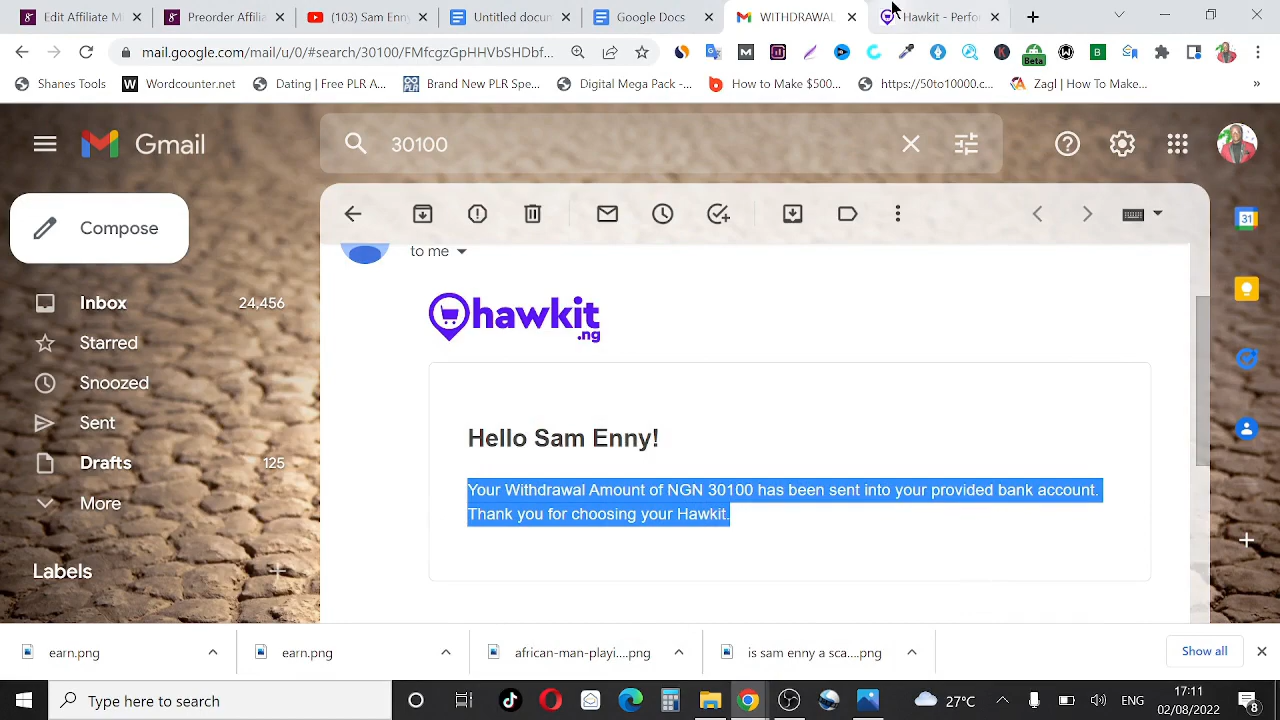 Edit Affiliate M
Preorder Affilia
(103) Sam Enny
Untitled docum
Google Docs
WITHDRAWAL
Hawkit - Perfo
mail.google.com/mail/u/0/#search/30100/FMfcgzGpHHVbSHDbf...
Beta
Shanes Tools
Wordcounter.net
Dating | Free PLR A...
Brand New PLR Spe...
Digital Mega Pack -...
How to Make $500...
https://50to10000.c...
Zagl | How To Make...
»
Gmail
30100
Compose
Inbox 24,456
Starred
Snoozed
Sent
Drafts 125
More
Labels
to me
hawkit
.ng
Hello Sam Enny!
Your Withdrawal Amount of NGN 30100 has been sent into your provided bank account.
Thank you for choosing your Hawkit.
31
earn.png
earn.png
african-man-playi....png
is sam enny a sca....png
Show all
Type here to search
27°C
ENG
17:11
02/08/2022
8